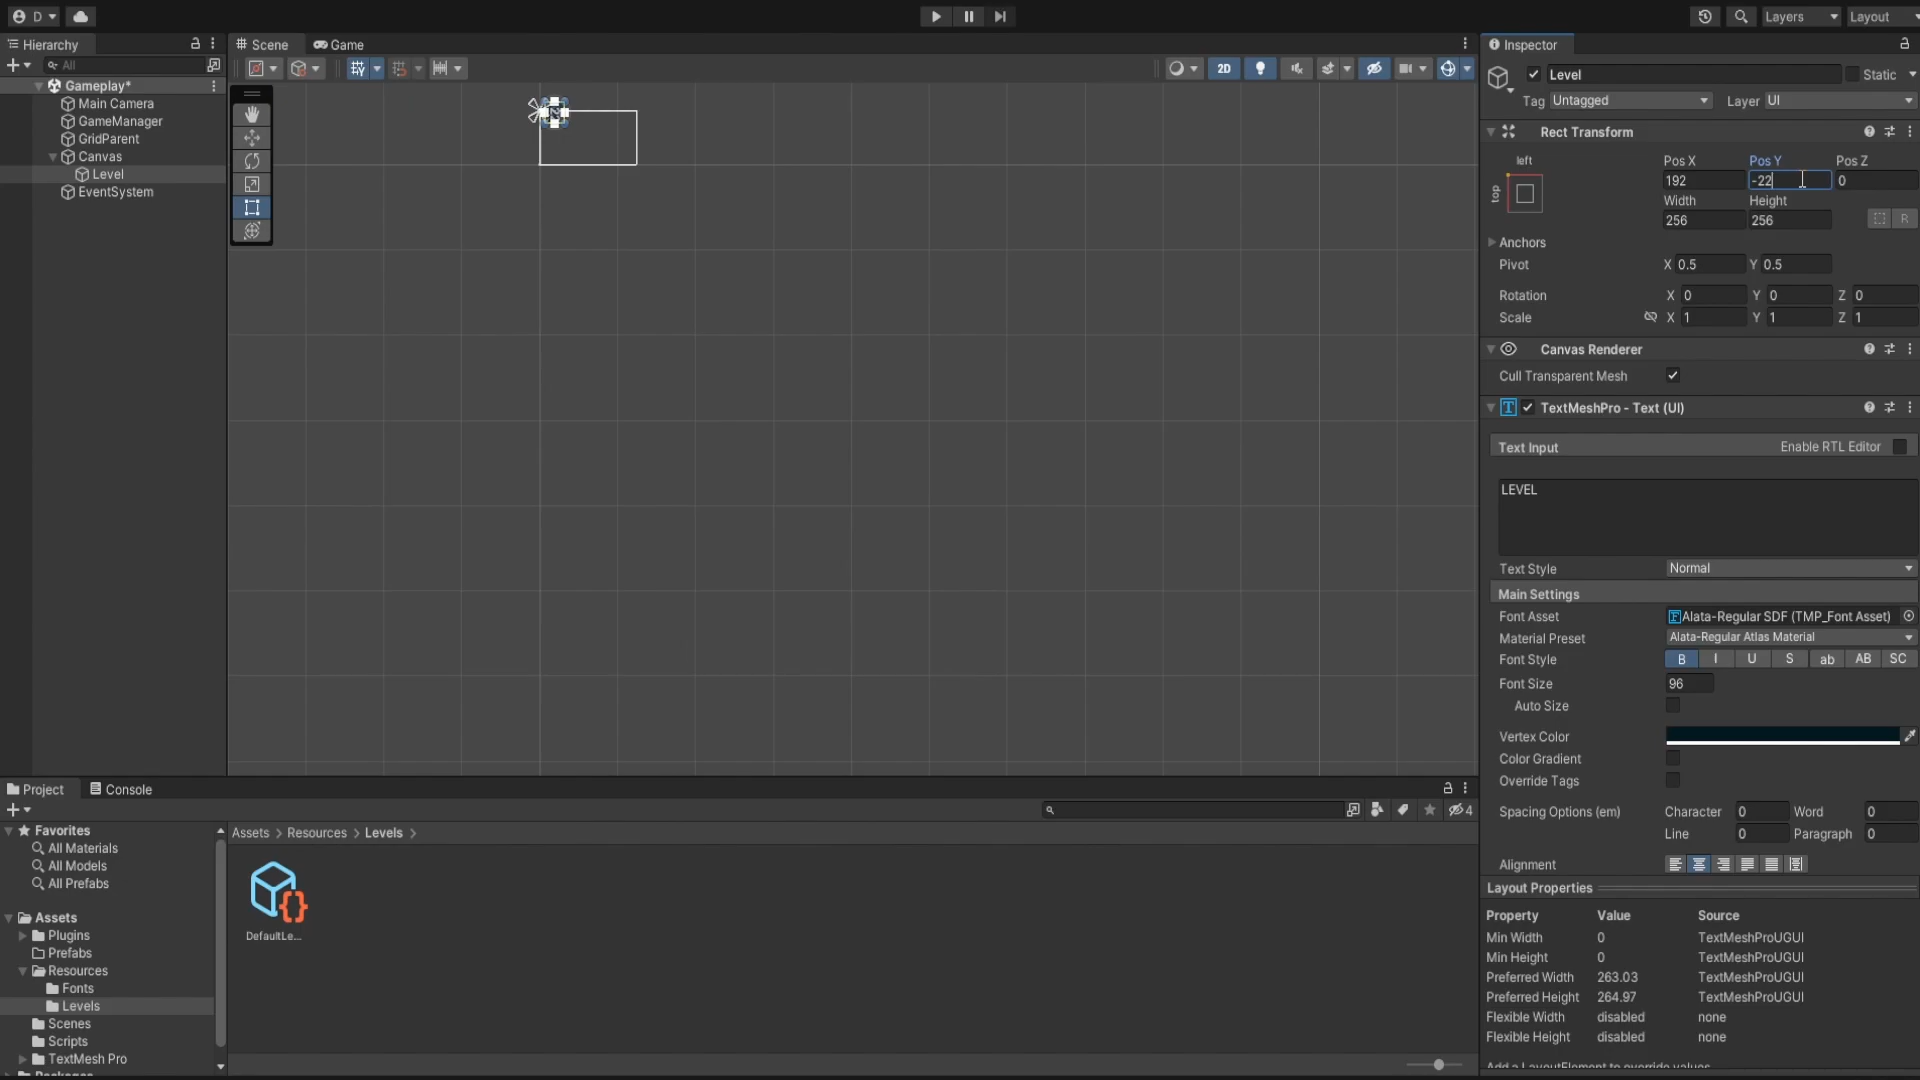 D
Layers
Layout
Hierarchy
All
Gameplay*
Main Camera
GameManager
GridParent
Canvas
Level
EventSystem
Scene
Game
2D
Inspector
Level
Static
Tag Untagged
Layer UI
Rect Transform
left
top
Pos X
Pos Y
Pos Z
192
-22
0
Width
Height
256
256
R
Anchors
Pivot
X 0.5
Y 0.5
Rotation
X 0
Y 0
Z 0
Scale
X 1
Y 1
Z 1
Canvas Renderer
Cull Transparent Mesh
TextMeshPro - Text (UI)
Text Input
Enable RTL Editor
LEVEL
Text Style
Normal
Main Settings
Font Asset
Alata-Regular SDF (TMP_Font Asset)
Material Preset
Alata-Regular Atlas Material
Font Style
B I U S ab AB SC
Font Size
96
Auto Size
Vertex Color
Color Gradient
Override Tags
Spacing Options (em)
Character 0
Word 0
Line 0
Paragraph 0
Alignment
Layout Properties
Property Value Source
Min Width 0 TextMeshProUGUI
Min Height 0 TextMeshProUGUI
Preferred Width 263.03 TextMeshProUGUI
Preferred Height 264.97 TextMeshProUGUI
Flexible Width disabled none
Flexible Height disabled none
Add a LayoutElement to override values
Project
Console
4
Favorites
All Materials
All Models
All Prefabs
Assets
Plugins
Prefabs
Resources
Fonts
Levels
Scenes
Scripts
TextMesh Pro
Packages
Assets > Resources > Levels >
DefaultLe...